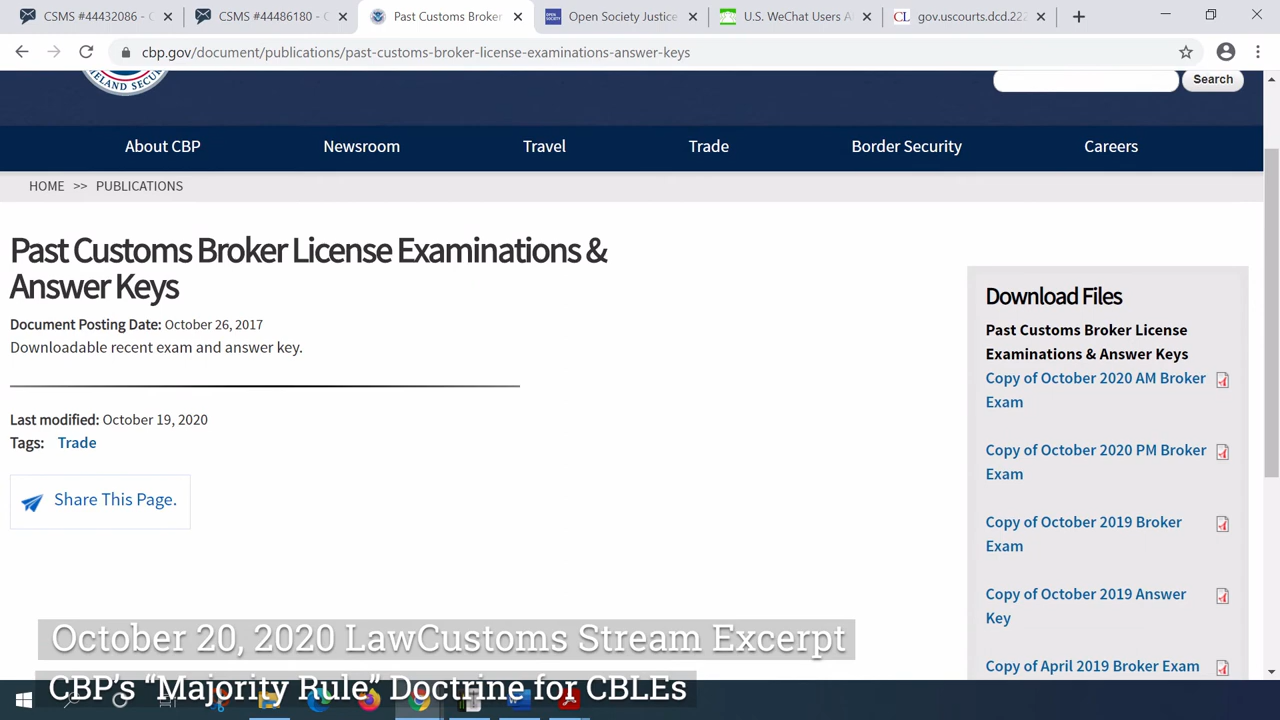 CSMS #44432086 - C
CSMS #44486180 - C
Past Customs Broker
Open Society Justice
U.S. WeChat Users A
gov.uscourts.dcd.222
cbp.gov/document/publications/past-customs-broker-license-examinations-answer-keys
ELAND SECU
Search
About CBP
Newsroom
Travel
Trade
Border Security
Careers
HOME >> PUBLICATIONS
Past Customs Broker License Examinations &
Answer Keys
Document Posting Date: October 26, 2017
Downloadable recent exam and answer key.
Last modified: October 19, 2020
Tags: Trade
Share This Page.
Download Files
Past Customs Broker License
Examinations & Answer Keys
Copy of October 2020 AM Broker
Exam
Copy of October 2020 PM Broker
Exam
Copy of October 2019 Broker
Exam
Copy of October 2019 Answer
Key
Copy of April 2019 Broker Exam
October 20, 2020 LawCustoms Stream Excerpt
CBP's “Majority Rule” Doctrine for CBLEs